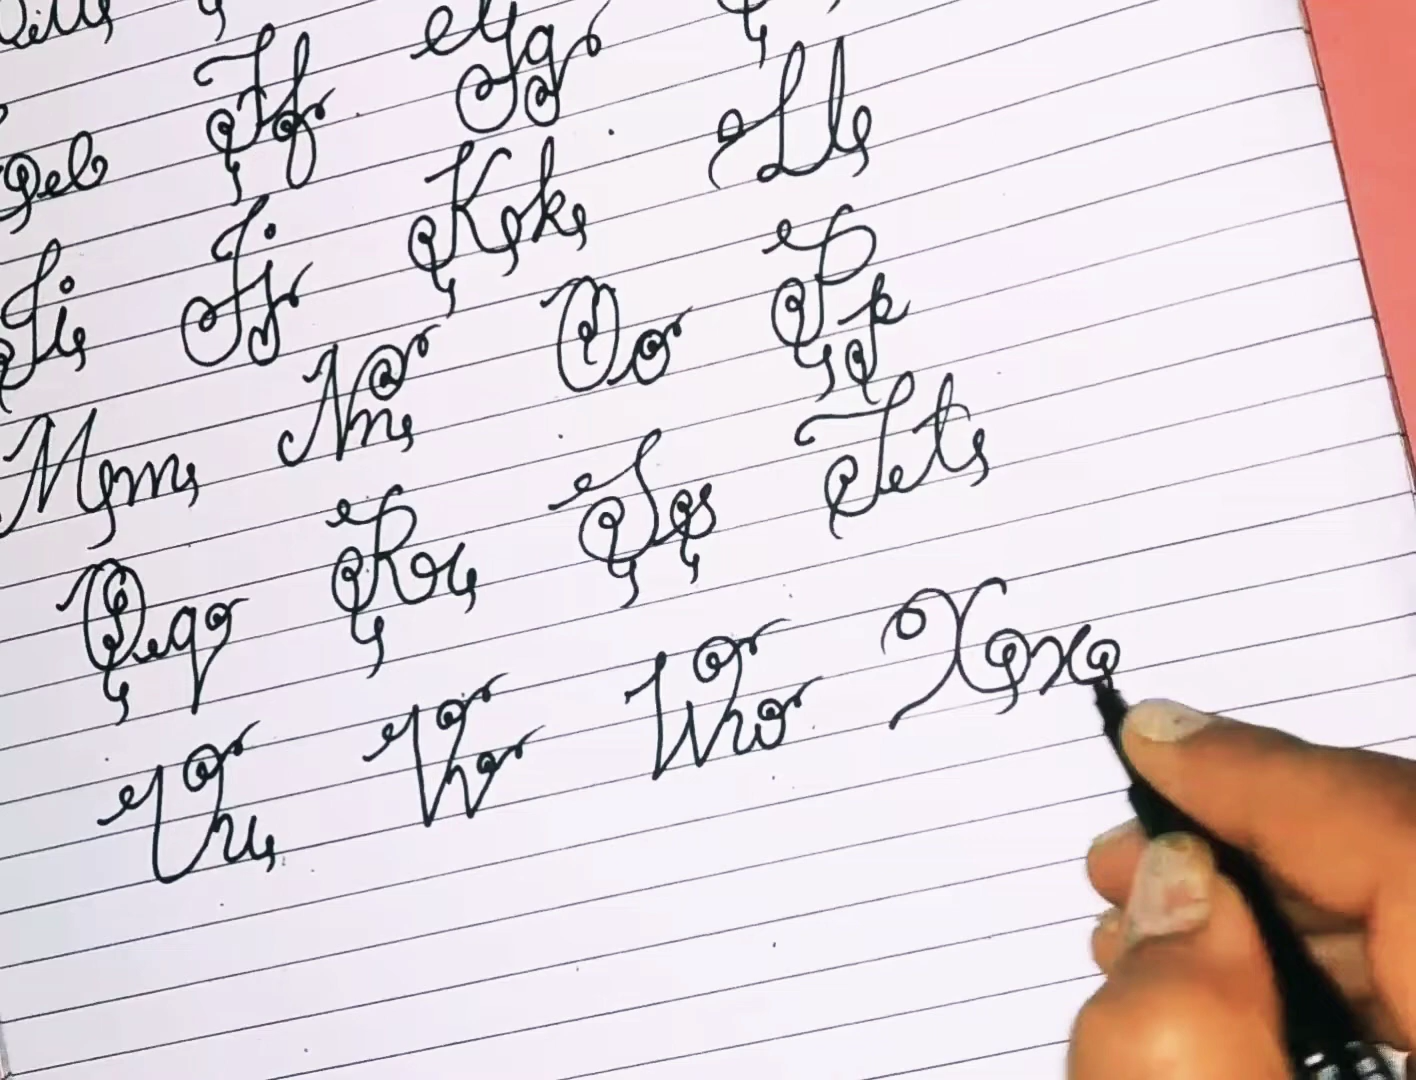 Ff Gg
Ii Jj Kk Ll
Mm Nn Oo Pp
Qq Rr Ss Tt
Uu Vv Ww Xx